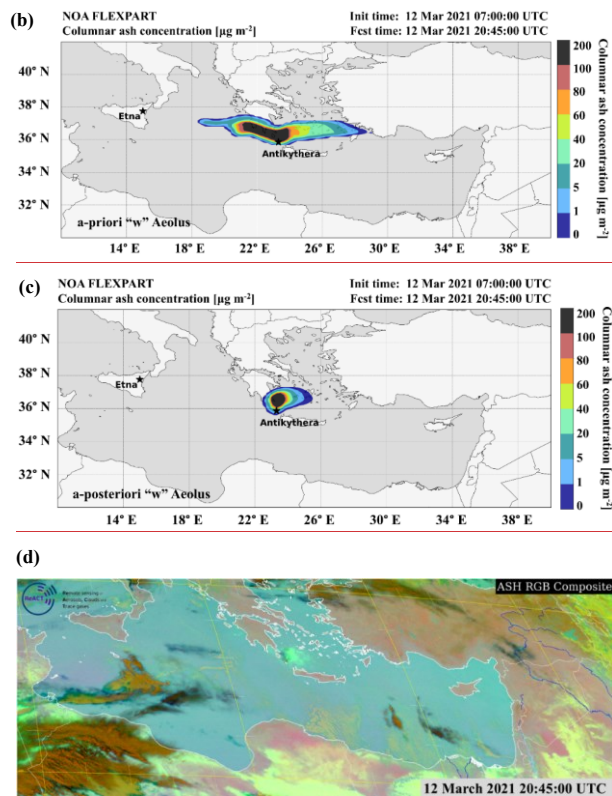 (b)
NOA FLEXPART Init time: 12 Mar 2021 07:00:00 UTC
Columnar ash concentration [µg m⁻²] Fcst time: 12 Mar 2021 20:45:00 UTC
40° N
38° N
36° N
34° N
32° N
Etna
Antikythera
a-priori “w” Aeolus
14° E 18° E 22° E 26° E 30° E 34° E 38° E
200
100
80
60
40
20
5
1
0
Columnar ash concentration [µg m⁻²]
(c)
NOA FLEXPART Init time: 12 Mar 2021 07:00:00 UTC
Columnar ash concentration [µg m⁻²] Fcst time: 12 Mar 2021 20:45:00 UTC
40° N
38° N
36° N
34° N
32° N
Etna
Antikythera
a-posteriori “w” Aeolus
14° E 18° E 22° E 26° E 30° E 34° E 38° E
200
100
80
60
40
20
5
1
0
Columnar ash concentration [µg m⁻²]
(d)
ReACT
ASH RGB Composite
12 March 2021 20:45:00 UTC